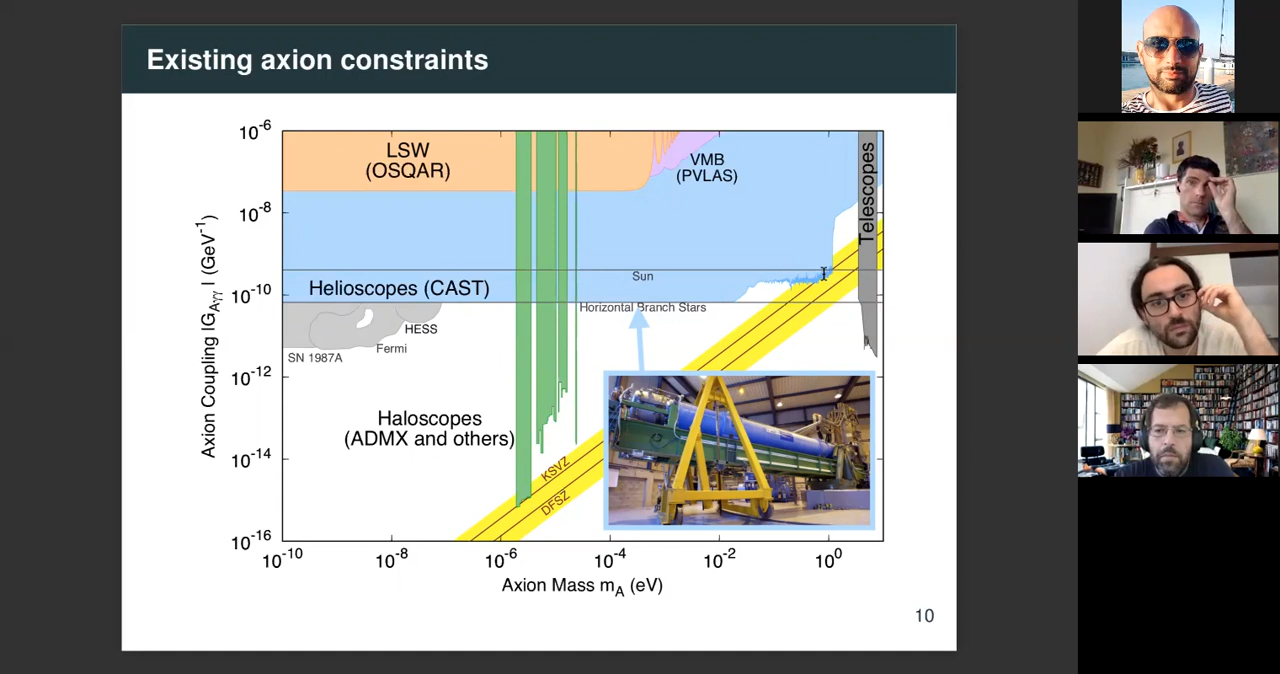 Existing axion constraints
10⁻⁶
10⁻⁸
10⁻¹⁰
10⁻¹²
10⁻¹⁴
10⁻¹⁶
Axion Coupling |G_Aγγ| (GeV⁻¹)
LSW
(OSQAR)
VMB
(PVLAS)
Telescopes
Sun
Helioscopes (CAST)
Horizontal Branch Stars
HESS
Fermi
SN 1987A
Haloscopes
(ADMX and others)
KSVZ
DFSZ
10⁻¹⁰
10⁻⁸
10⁻⁶
10⁻⁴
10⁻²
10⁰
Axion Mass m_A (eV)
10